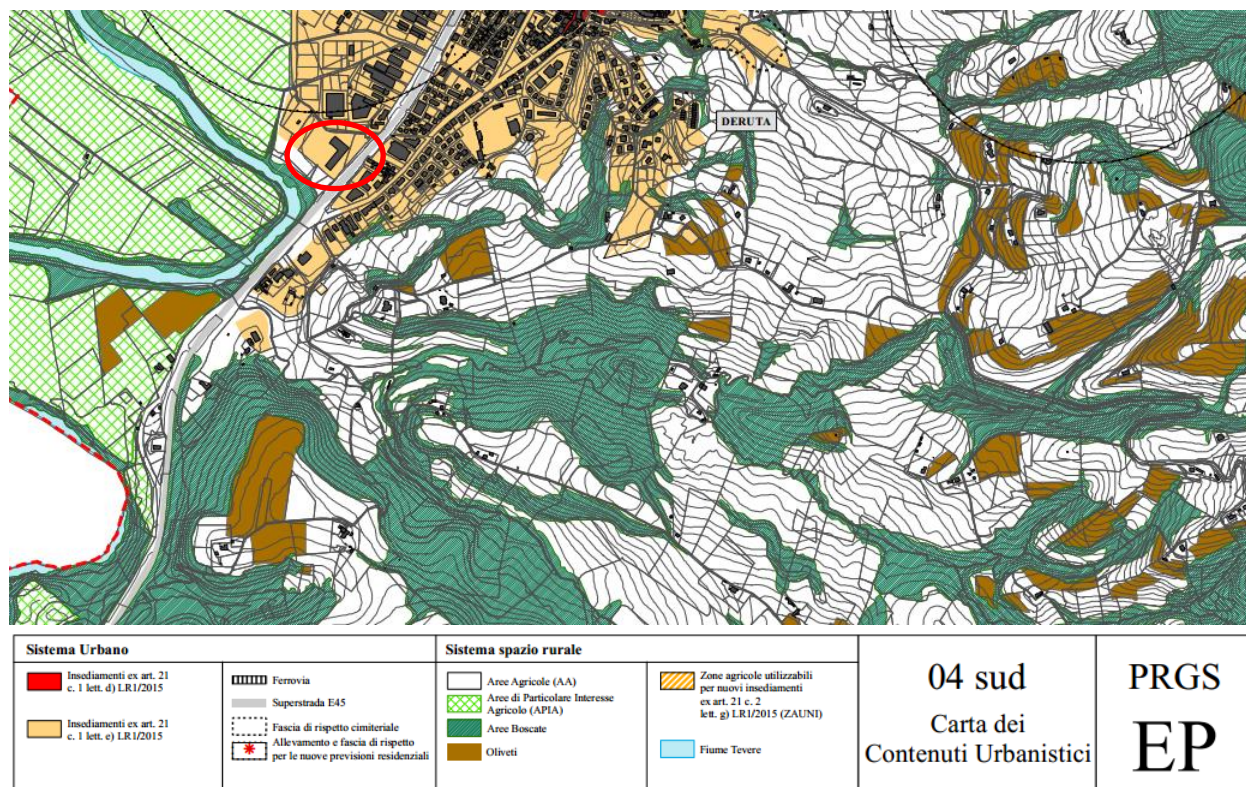 DERUTA
Sistema Urbano
Insediamenti ex art. 21
c. 1 lett. d) LR1/2015
Insediamenti ex art. 21
c. 1 lett. e) LR1/2015
Ferrovia
Superstrada E45
Fascia di rispetto cimiteriale
Allevamento e fascia di rispetto
per le nuove previsioni residenziali
Sistema spazio rurale
Aree Agricole (AA)
Aree di Particolare Interesse
Agricolo (APIA)
Aree Boscate
Oliveti
Zone agricole utilizzabili
per nuovi insediamenti
ex art. 21 c. 2
lett. g) LR1/2015 (ZAUNI)
Fiume Tevere
04 sud
Carta dei
Contenuti Urbanistici
PRGS
EP